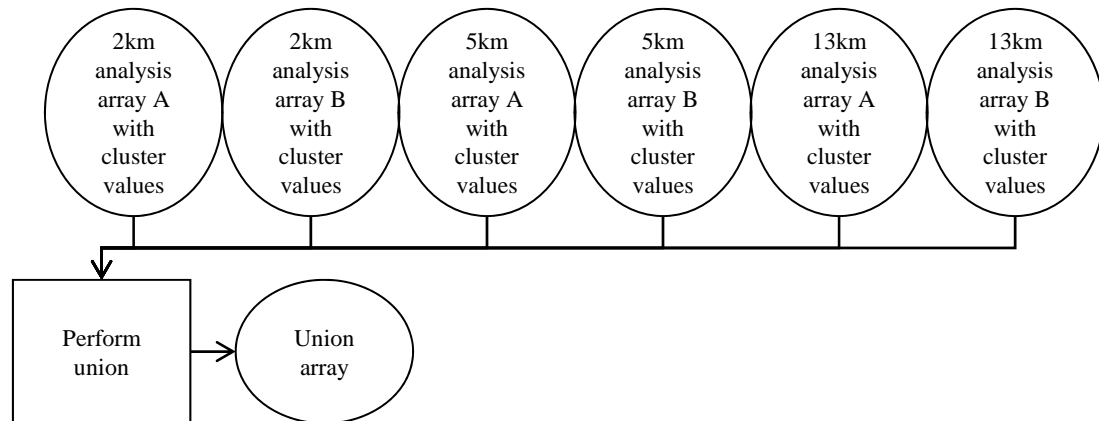 2km
analysis
array A
with
cluster
values
2km
analysis
array B
with
cluster
values
5km
analysis
array A
with
cluster
values
5km
analysis
array B
with
cluster
values
13km
analysis
array A
with
cluster
values
13km
analysis
array B
with
cluster
values
Perform
union
Union
array